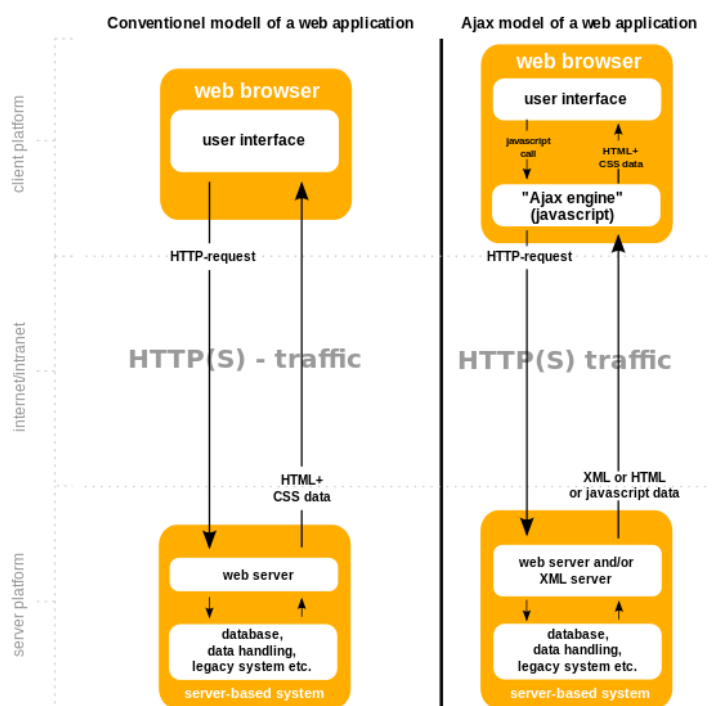 Conventionel modell of a web application
web browser
user interface
HTTP-request
HTTP(S) - traffic
HTML+
CSS data
web server
database,
data handling,
legacy system etc.
server-based system
Ajax model of a web application
web browser
user interface
javascript
call
HTML+
CSS data
"Ajax engine"
(javascript)
HTTP-request
HTTP(S) traffic
XML or HTML
or javascript data
web server and/or
XML server
database,
data handling,
legacy system etc.
server-based system
client platform
internet/intranet
server platform